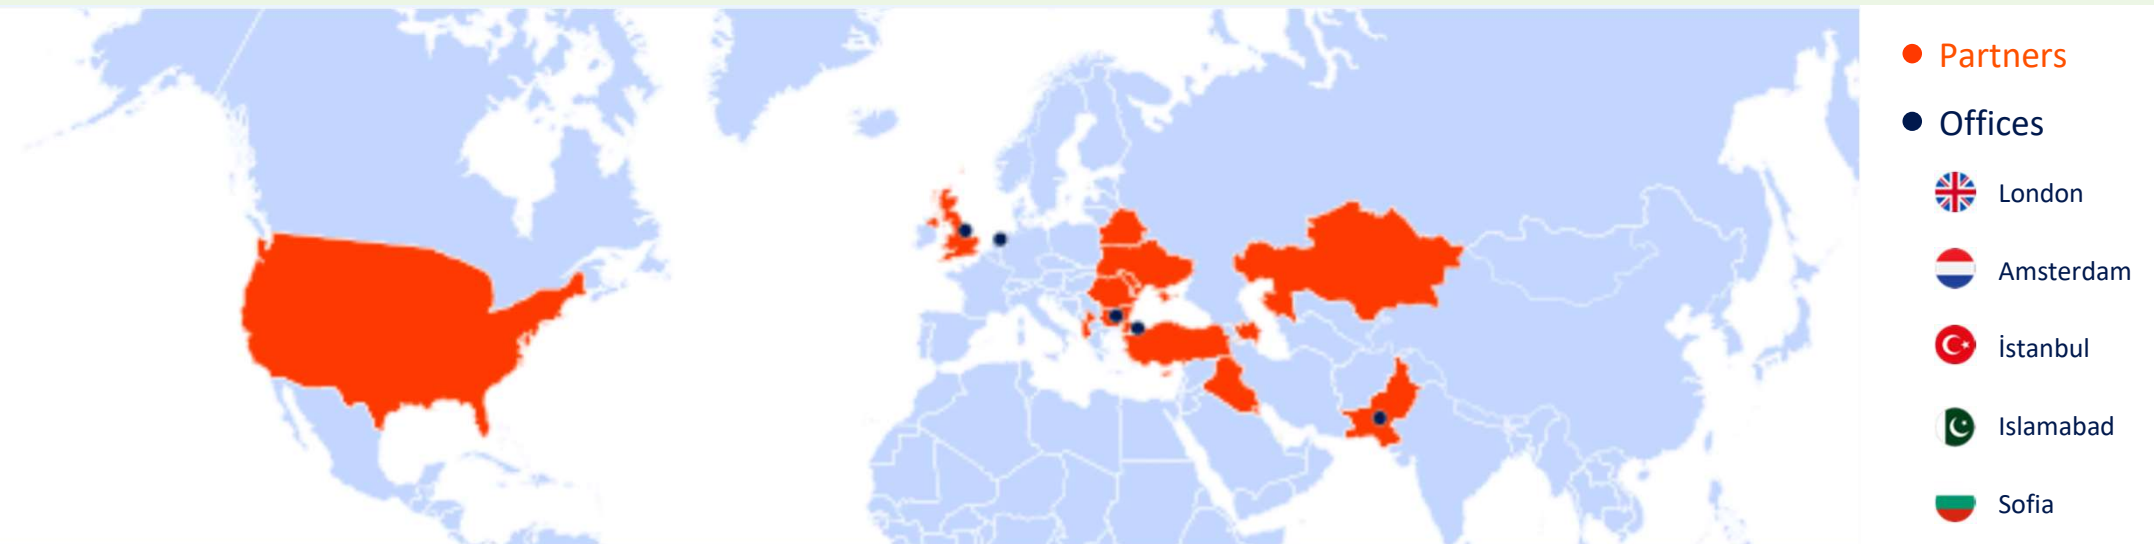 Partners
Offices
London
Amsterdam
İstanbul
Islamabad
Sofia